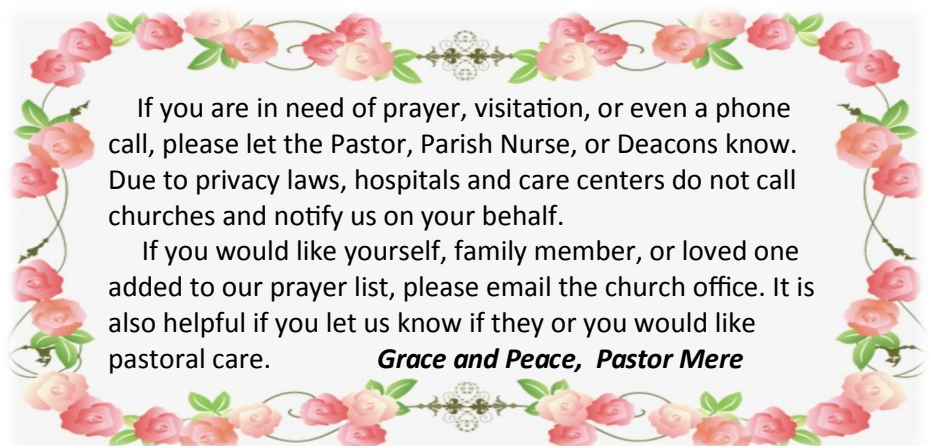 If you are in need of prayer, visitation, or even a phone
call, please let the Pastor, Parish Nurse, or Deacons know.
Due to privacy laws, hospitals and care centers do not call
churches and notify us on your behalf.
If you would like yourself, family member, or loved one
added to our prayer list, please email the church office. It is
also helpful if you let us know if they or you would like
pastoral care. Grace and Peace, Pastor Mere